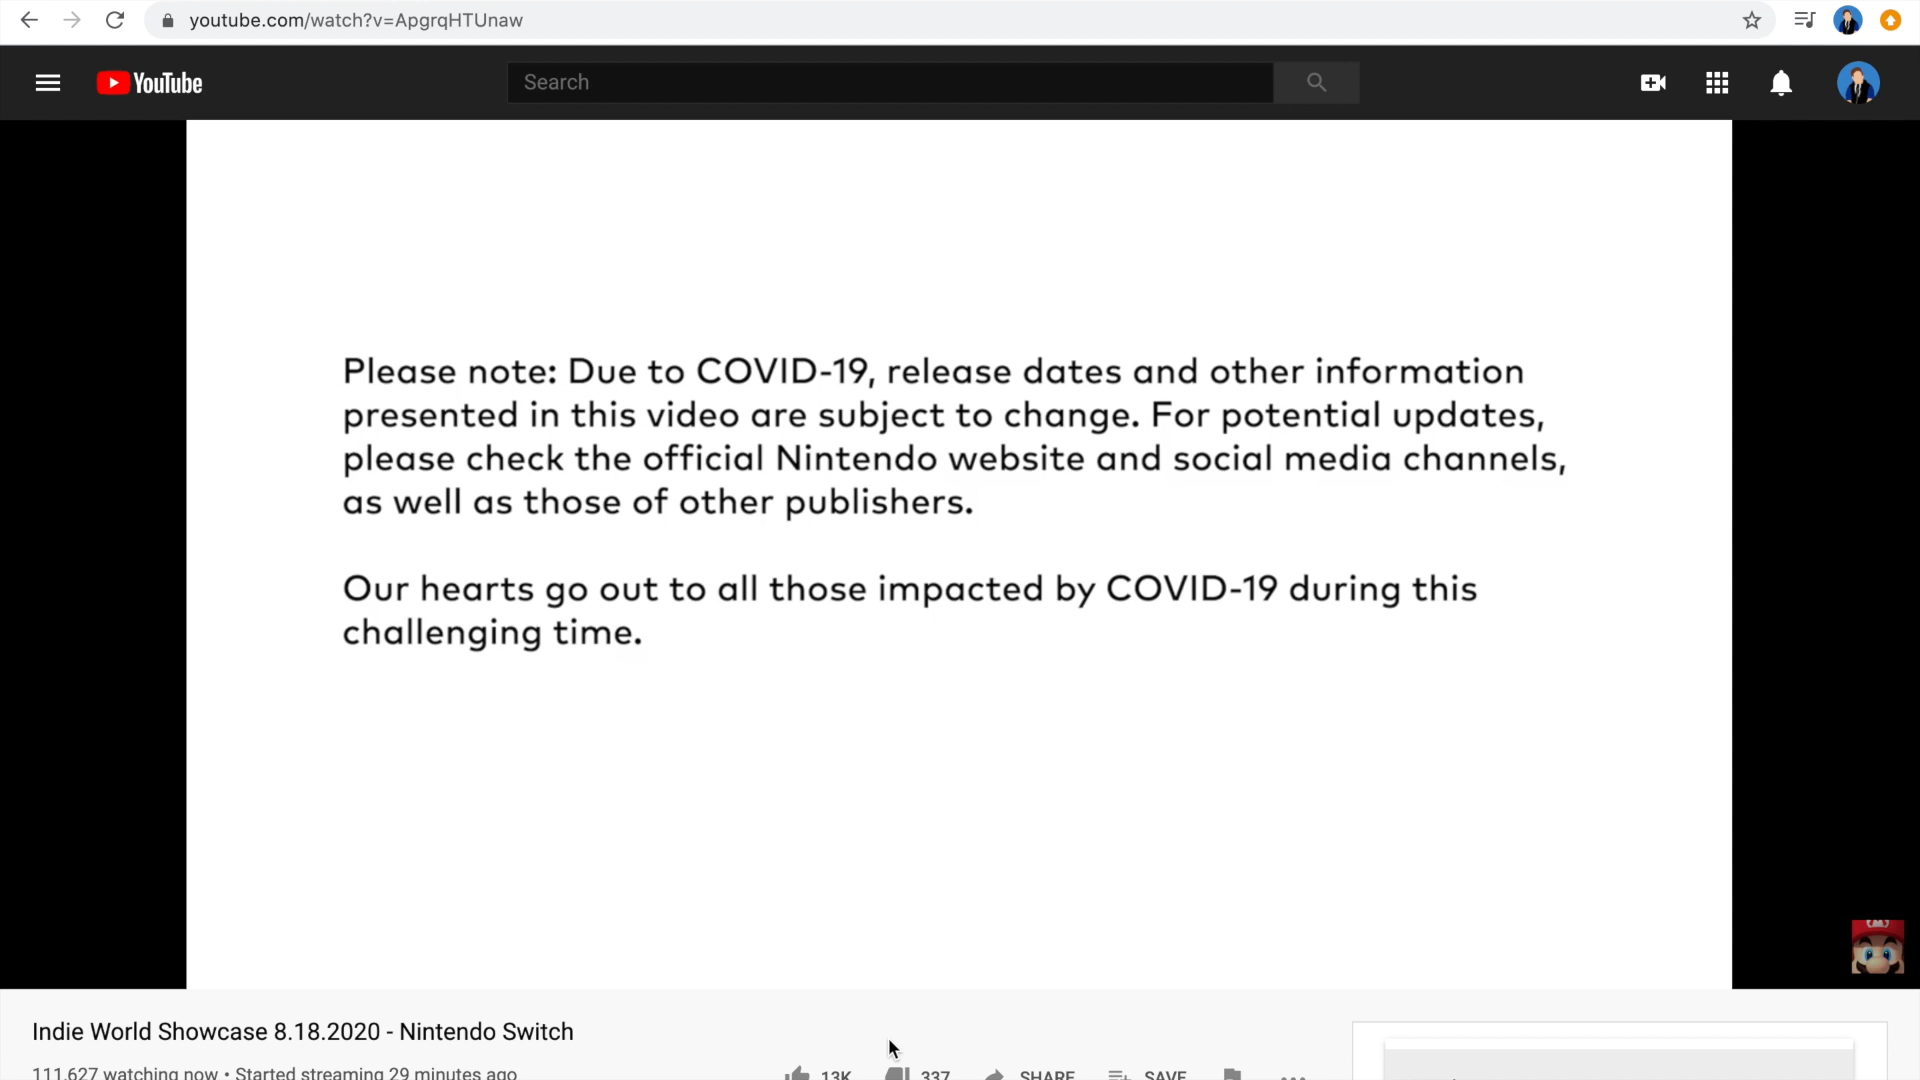 youtube.com/watch?v=ApgrqHTUnaw
YouTube
Search
Please note: Due to COVID-19, release dates and other information
presented in this video are subject to change. For potential updates,
please check the official Nintendo website and social media channels,
as well as those of other publishers.
Our hearts go out to all those impacted by COVID-19 during this
challenging time.
Indie World Showcase 8.18.2020 - Nintendo Switch
111,627 watching now • Started streaming 29 minutes ago
13K 337 SHARE SAVE